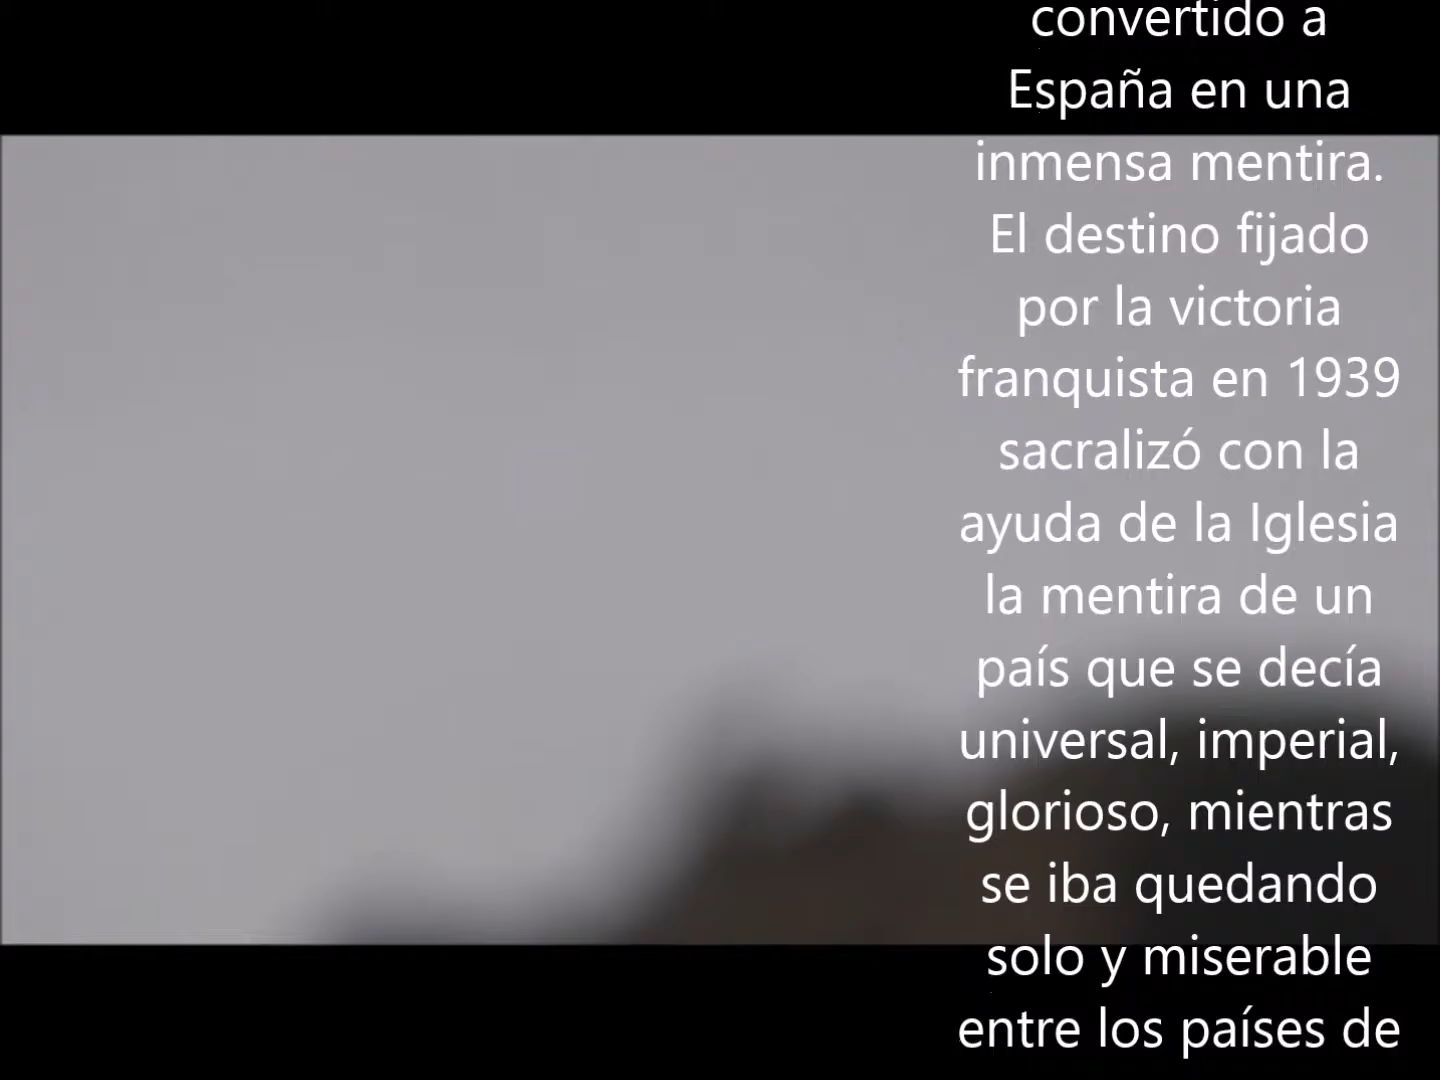 convertido a
España en una
inmensa mentira.
El destino fijado
por la victoria
franquista en 1939
sacralizó con la
ayuda de la Iglesia
la mentira de un
país que se decía
universal, imperial,
glorioso, mientras
se iba quedando
solo y miserable
entre los países de